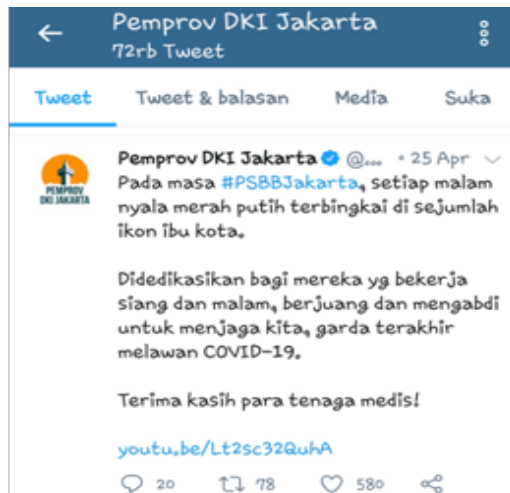 Pemprov DKI Jakarta
72rb Tweet
Tweet Tweet & balasan Media Suka
Pemprov DKI Jakarta @... • 25 Apr
PEMPROV
DKI JAKARTA
Pada masa #PSBBJakarta, setiap malam
nyala merah putih terbingkai di sejumlah
ikon ibu kota.
Didedikasikan bagi mereka yg bekerja
siang dan malam, berjuang dan mengabdi
untuk menjaga kita, garda terakhir
melawan COVID-19.
Terima kasih para tenaga medis!
youtu.be/Lt2sc32QuhA
20 78 580